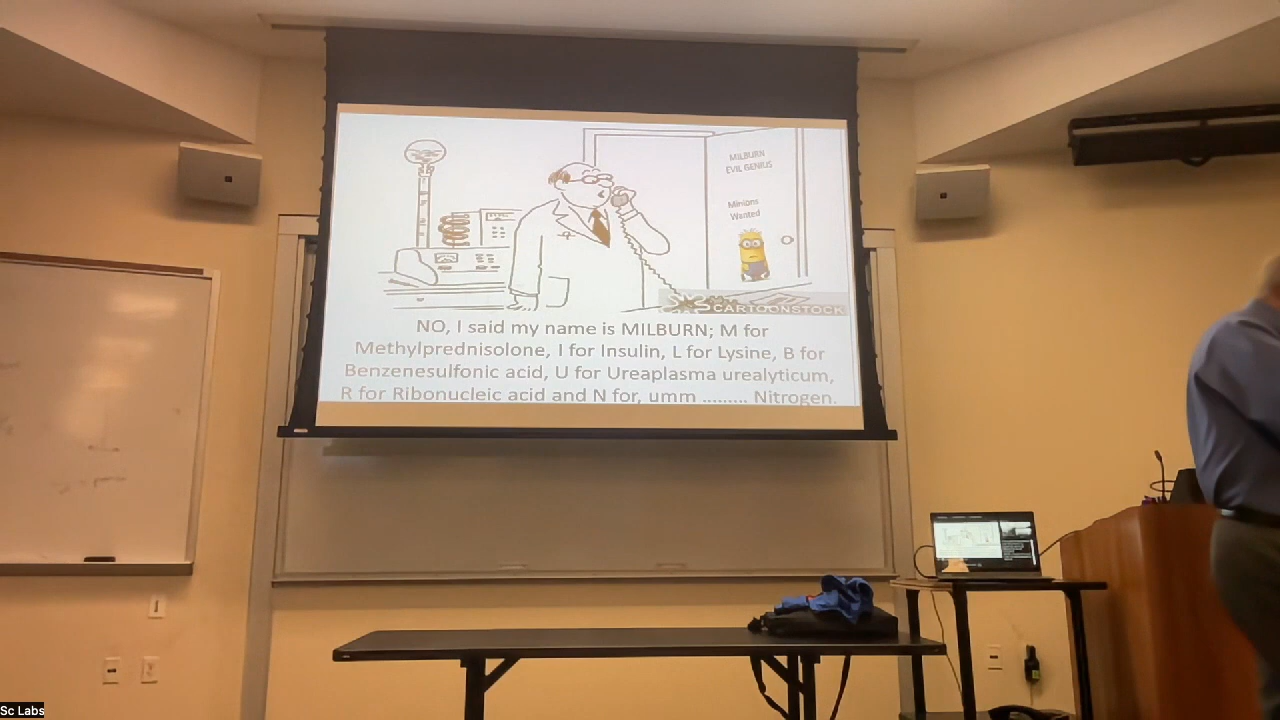 MILBURN
EVIL GENIUS
Minions
Wanted
CARTOONSTOCK
NO, I said my name is MILBURN; M for
Methylprednisolone, I for Insulin, L for Lysine, B for
Benzenesulfonic acid, U for Ureaplasma urealyticum,
R for Ribonucleic acid and N for, umm ......... Nitrogen.
Sc Labs